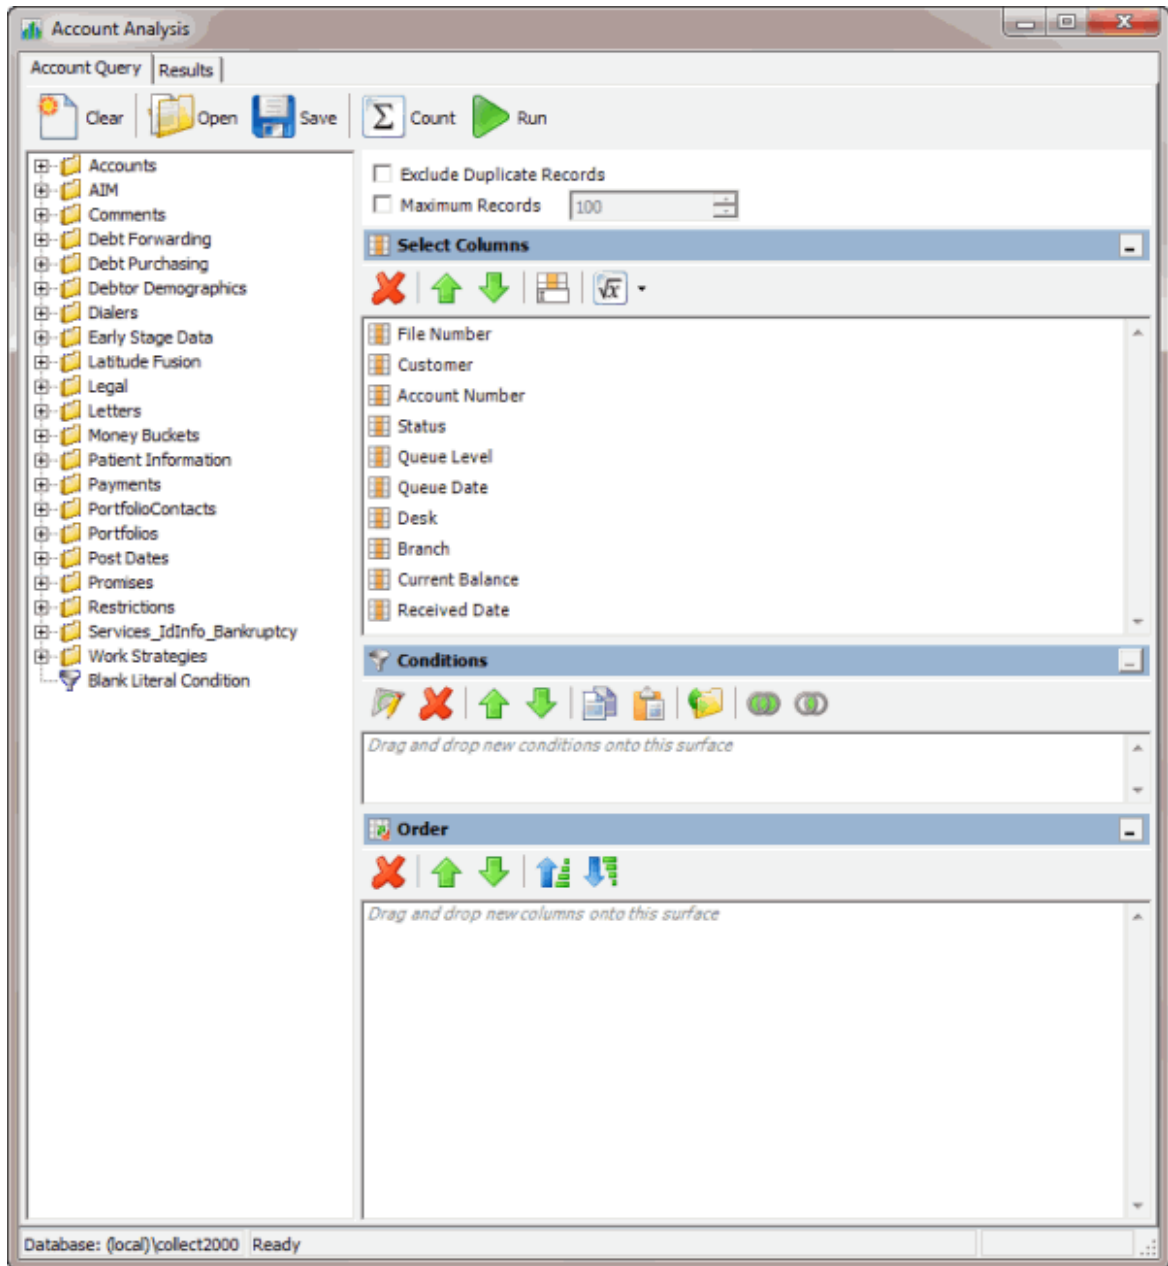 Account Analysis
Account Query
Results
Clear
Open
Save
Count
Run
Accounts
AIM
Comments
Debt Forwarding
Debt Purchasing
Debtor Demographics
Dialers
Early Stage Data
Latitude Fusion
Legal
Letters
Money Buckets
Patient Information
Payments
PortfolioContacts
Portfolios
Post Dates
Promises
Restrictions
Services_IdInfo_Bankruptcy
Work Strategies
Blank Literal Condition
Exclude Duplicate Records
Maximum Records 100
Select Columns
File Number
Customer
Account Number
Status
Queue Level
Queue Date
Desk
Branch
Current Balance
Received Date
Conditions
Drag and drop new conditions onto this surface
Order
Drag and drop new columns onto this surface
Database: (local)\collect2000 Ready